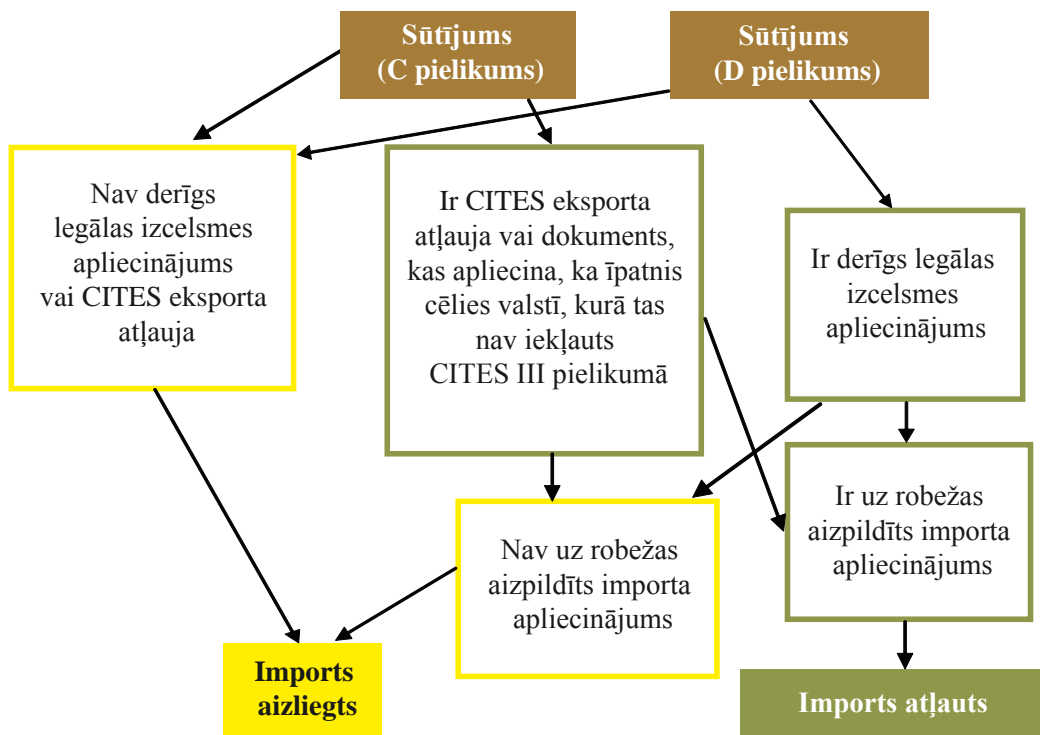 Sūtījums
(C pielikums)
Sūtījums
(D pielikums)
Nav derīgs
legālas izcelsmes
apliecinājums
vai CITES eksporta
atļauja
Ir CITES eksporta
atļauja vai dokuments,
kas apliecina, ka īpatnis
cēlies valstī, kurā tas
nav iekļauts
CITES III pielikumā
Ir derīgs legālas
izcelsmes
apliecinājums
Nav uz robežas
aizpildīts importa
apliecinājums
Ir uz robežas
aizpildīts importa
apliecinājums
Imports
aizliegts
Imports atļauts